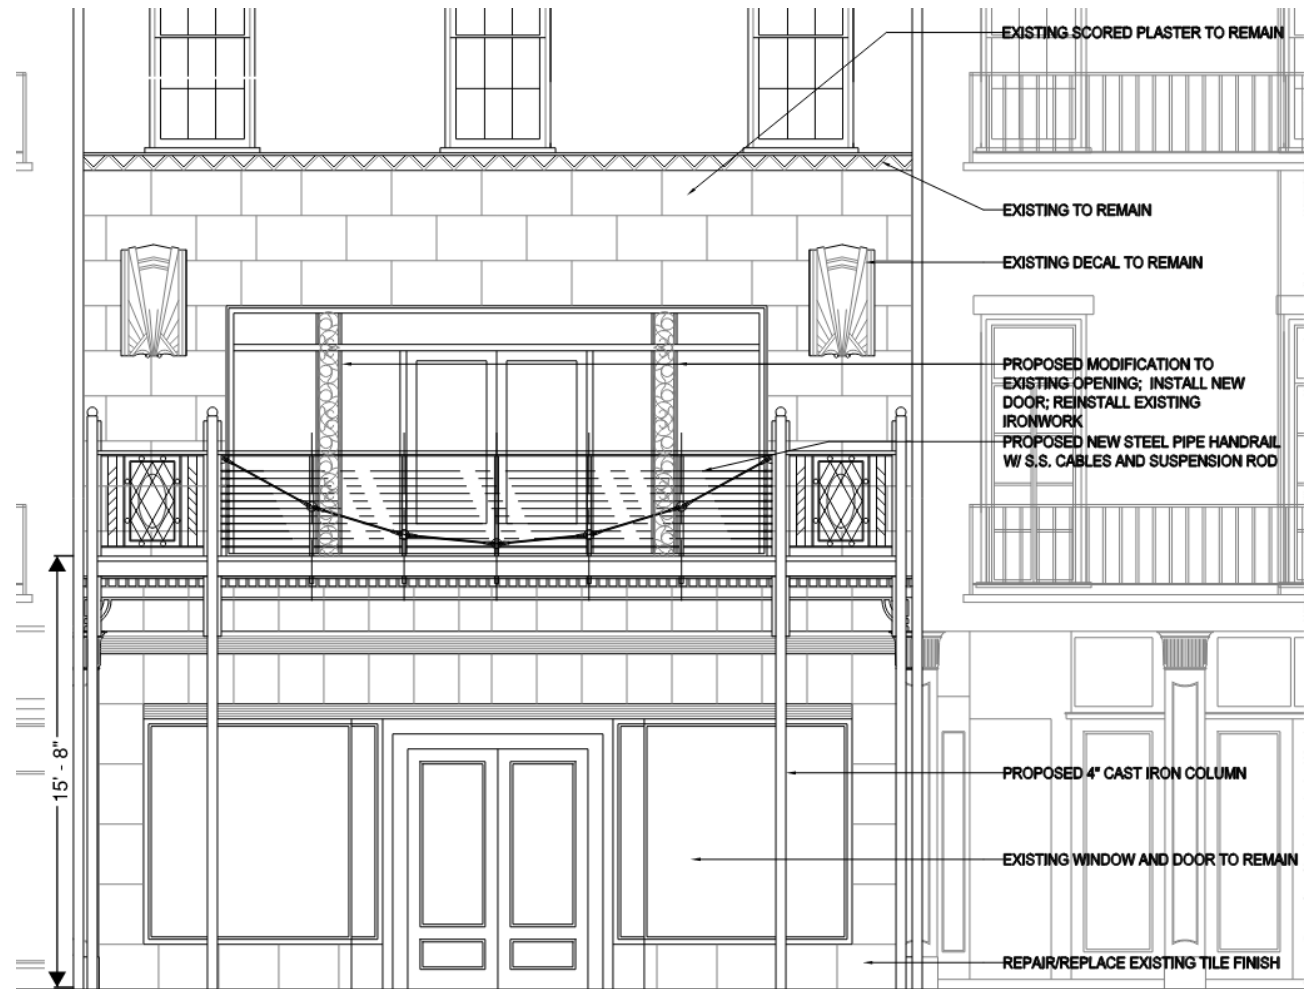 EXISTING SCORED PLASTER TO REMAIN
EXISTING TO REMAIN
EXISTING DECAL TO REMAIN
PROPOSED MODIFICATION TO
EXISTING OPENING; INSTALL NEW
DOOR; REINSTALL EXISTING
IRONWORK
PROPOSED NEW STEEL PIPE HANDRAIL
W/ S.S. CABLES AND SUSPENSION ROD
15' - 8"
PROPOSED 4" CAST IRON COLUMN
EXISTING WINDOW AND DOOR TO REMAIN
REPAIR/REPLACE EXISTING TILE FINISH